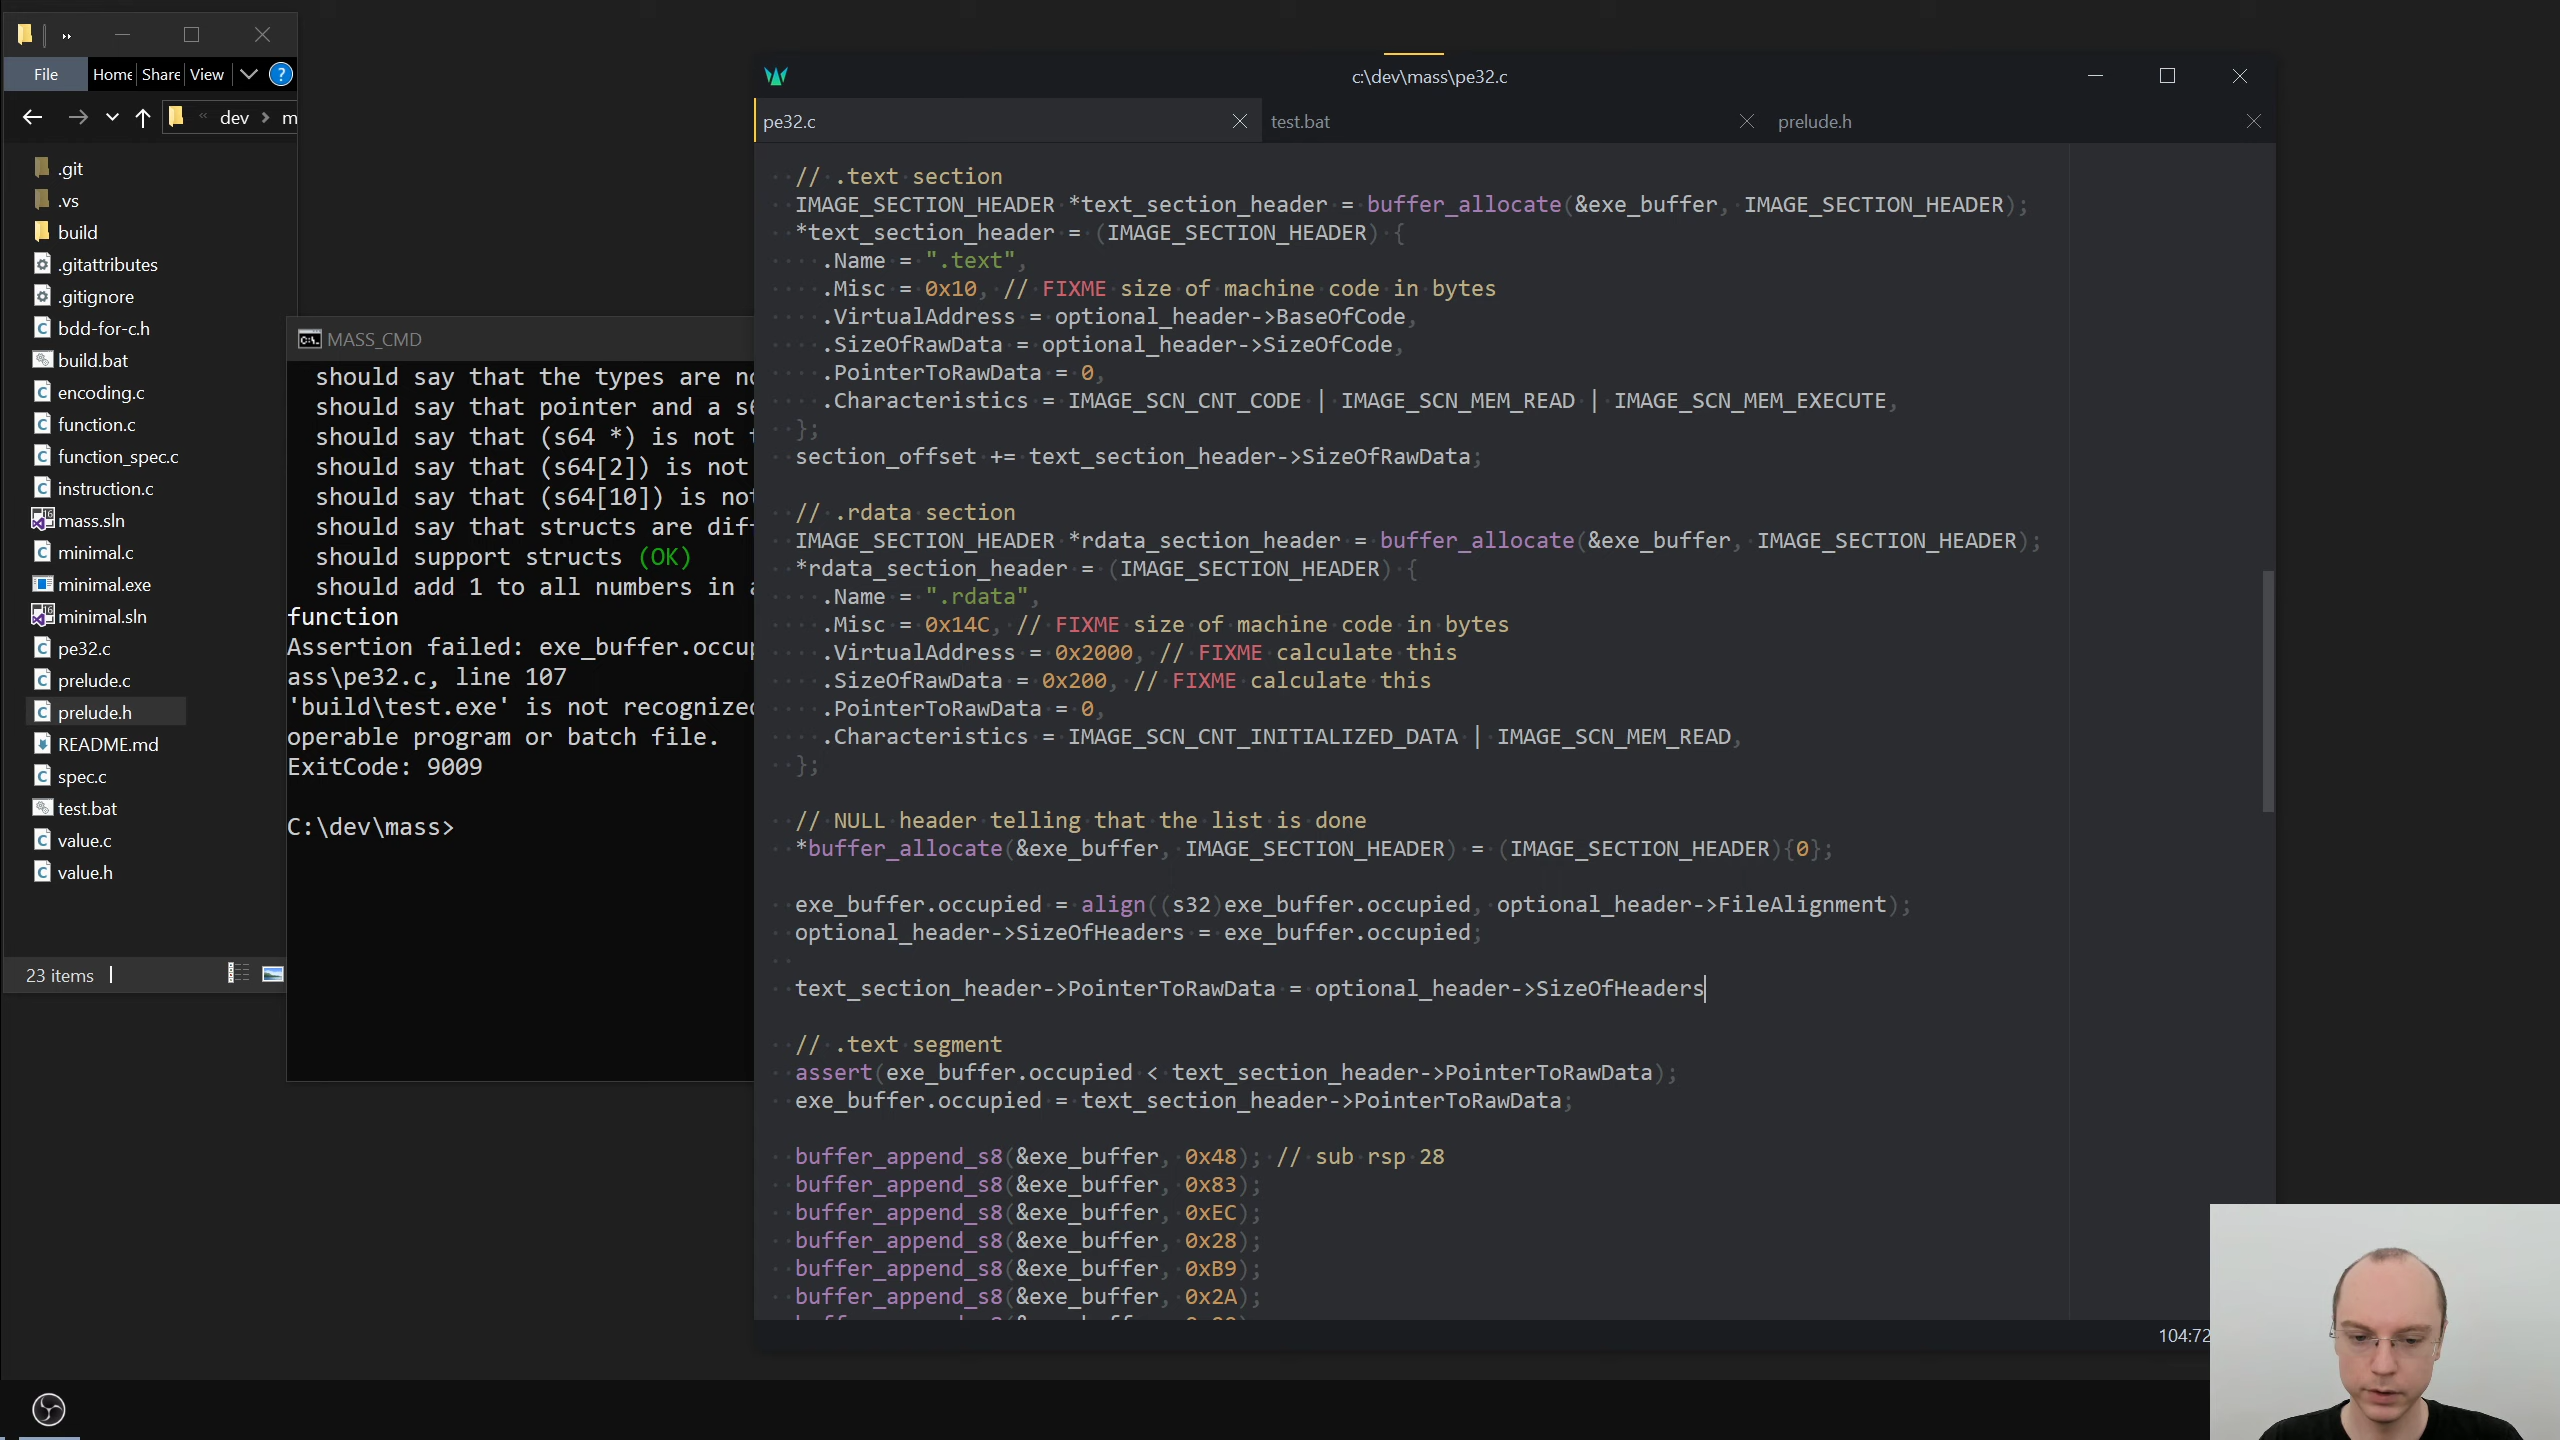 File Home Share View
dev > m
.git
.vs
build
.gitattributes
.gitignore
bdd-for-c.h
build.bat
encoding.c
function.c
function_spec.c
instruction.c
mass.sln
minimal.c
minimal.exe
minimal.sln
pe32.c
prelude.c
prelude.h
README.md
spec.c
test.bat
value.c
value.h
23 items
MASS_CMD
should say that the types are no
should say that pointer and a se
should say that (s64 *) is not t
should say that (s64[2]) is not
should say that (s64[10]) is not
should say that structs are diff
should support structs (OK)
should add 1 to all numbers in a
function
Assertion failed: exe_buffer.occup
ass\pe32.c, line 107
'build\test.exe' is not recognized
operable program or batch file.
ExitCode: 9009
C:\dev\mass>
c:\dev\mass\pe32.c
pe32.c
test.bat
prelude.h
// .text section
IMAGE_SECTION_HEADER *text_section_header = buffer_allocate(&exe_buffer, IMAGE_SECTION_HEADER);
*text_section_header = (IMAGE_SECTION_HEADER) {
.Name = ".text",
.Misc = 0x10, // FIXME size of machine code in bytes
.VirtualAddress = optional_header->BaseOfCode,
.SizeOfRawData = optional_header->SizeOfCode,
.PointerToRawData = 0,
.Characteristics = IMAGE_SCN_CNT_CODE | IMAGE_SCN_MEM_READ | IMAGE_SCN_MEM_EXECUTE,
};
section_offset += text_section_header->SizeOfRawData;
// .rdata section
IMAGE_SECTION_HEADER *rdata_section_header = buffer_allocate(&exe_buffer, IMAGE_SECTION_HEADER);
*rdata_section_header = (IMAGE_SECTION_HEADER) {
.Name = ".rdata",
.Misc = 0x14C, // FIXME size of machine code in bytes
.VirtualAddress = 0x2000, // FIXME calculate this
.SizeOfRawData = 0x200, // FIXME calculate this
.PointerToRawData = 0,
.Characteristics = IMAGE_SCN_CNT_INITIALIZED_DATA | IMAGE_SCN_MEM_READ,
};
// NULL header telling that the list is done
*buffer_allocate(&exe_buffer, IMAGE_SECTION_HEADER) = (IMAGE_SECTION_HEADER){0};
exe_buffer.occupied = align((s32)exe_buffer.occupied, optional_header->FileAlignment);
optional_header->SizeOfHeaders = exe_buffer.occupied;
text_section_header->PointerToRawData = optional_header->SizeOfHeaders
// .text segment
assert(exe_buffer.occupied < text_section_header->PointerToRawData);
exe_buffer.occupied = text_section_header->PointerToRawData;
buffer_append_s8(&exe_buffer, 0x48); // sub rsp 28
buffer_append_s8(&exe_buffer, 0x83);
buffer_append_s8(&exe_buffer, 0xEC);
buffer_append_s8(&exe_buffer, 0x28);
buffer_append_s8(&exe_buffer, 0xB9);
buffer_append_s8(&exe_buffer, 0x2A);
104:72